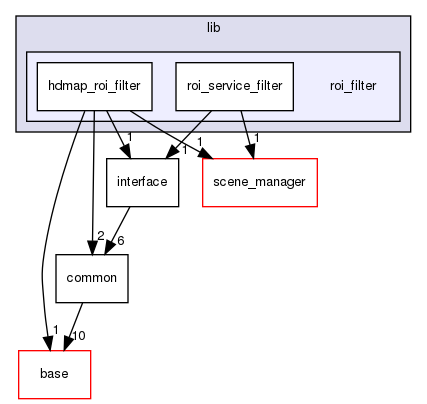 lib
hdmap_roi_filter
roi_service_filter
roi_filter
1
1
1
1
interface
scene_manager
2
6
common
1
10
base